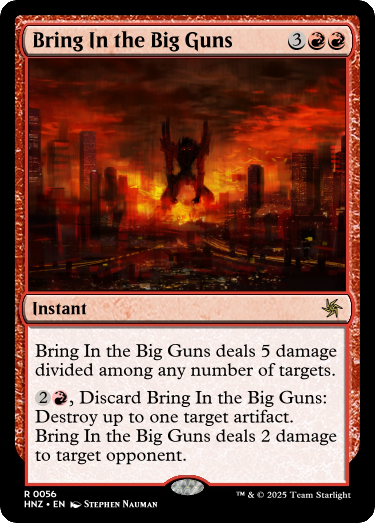 Bring In the Big Guns 3
Instant
Bring In the Big Guns deals 5 damage
divided among any number of targets.
2, Discard Bring In the Big Guns:
Destroy up to one target artifact.
Bring In the Big Guns deals 2 damage
to target opponent.
R 0056
HNZ • EN Stephen Nauman
™ & © 2025 Team Starlight